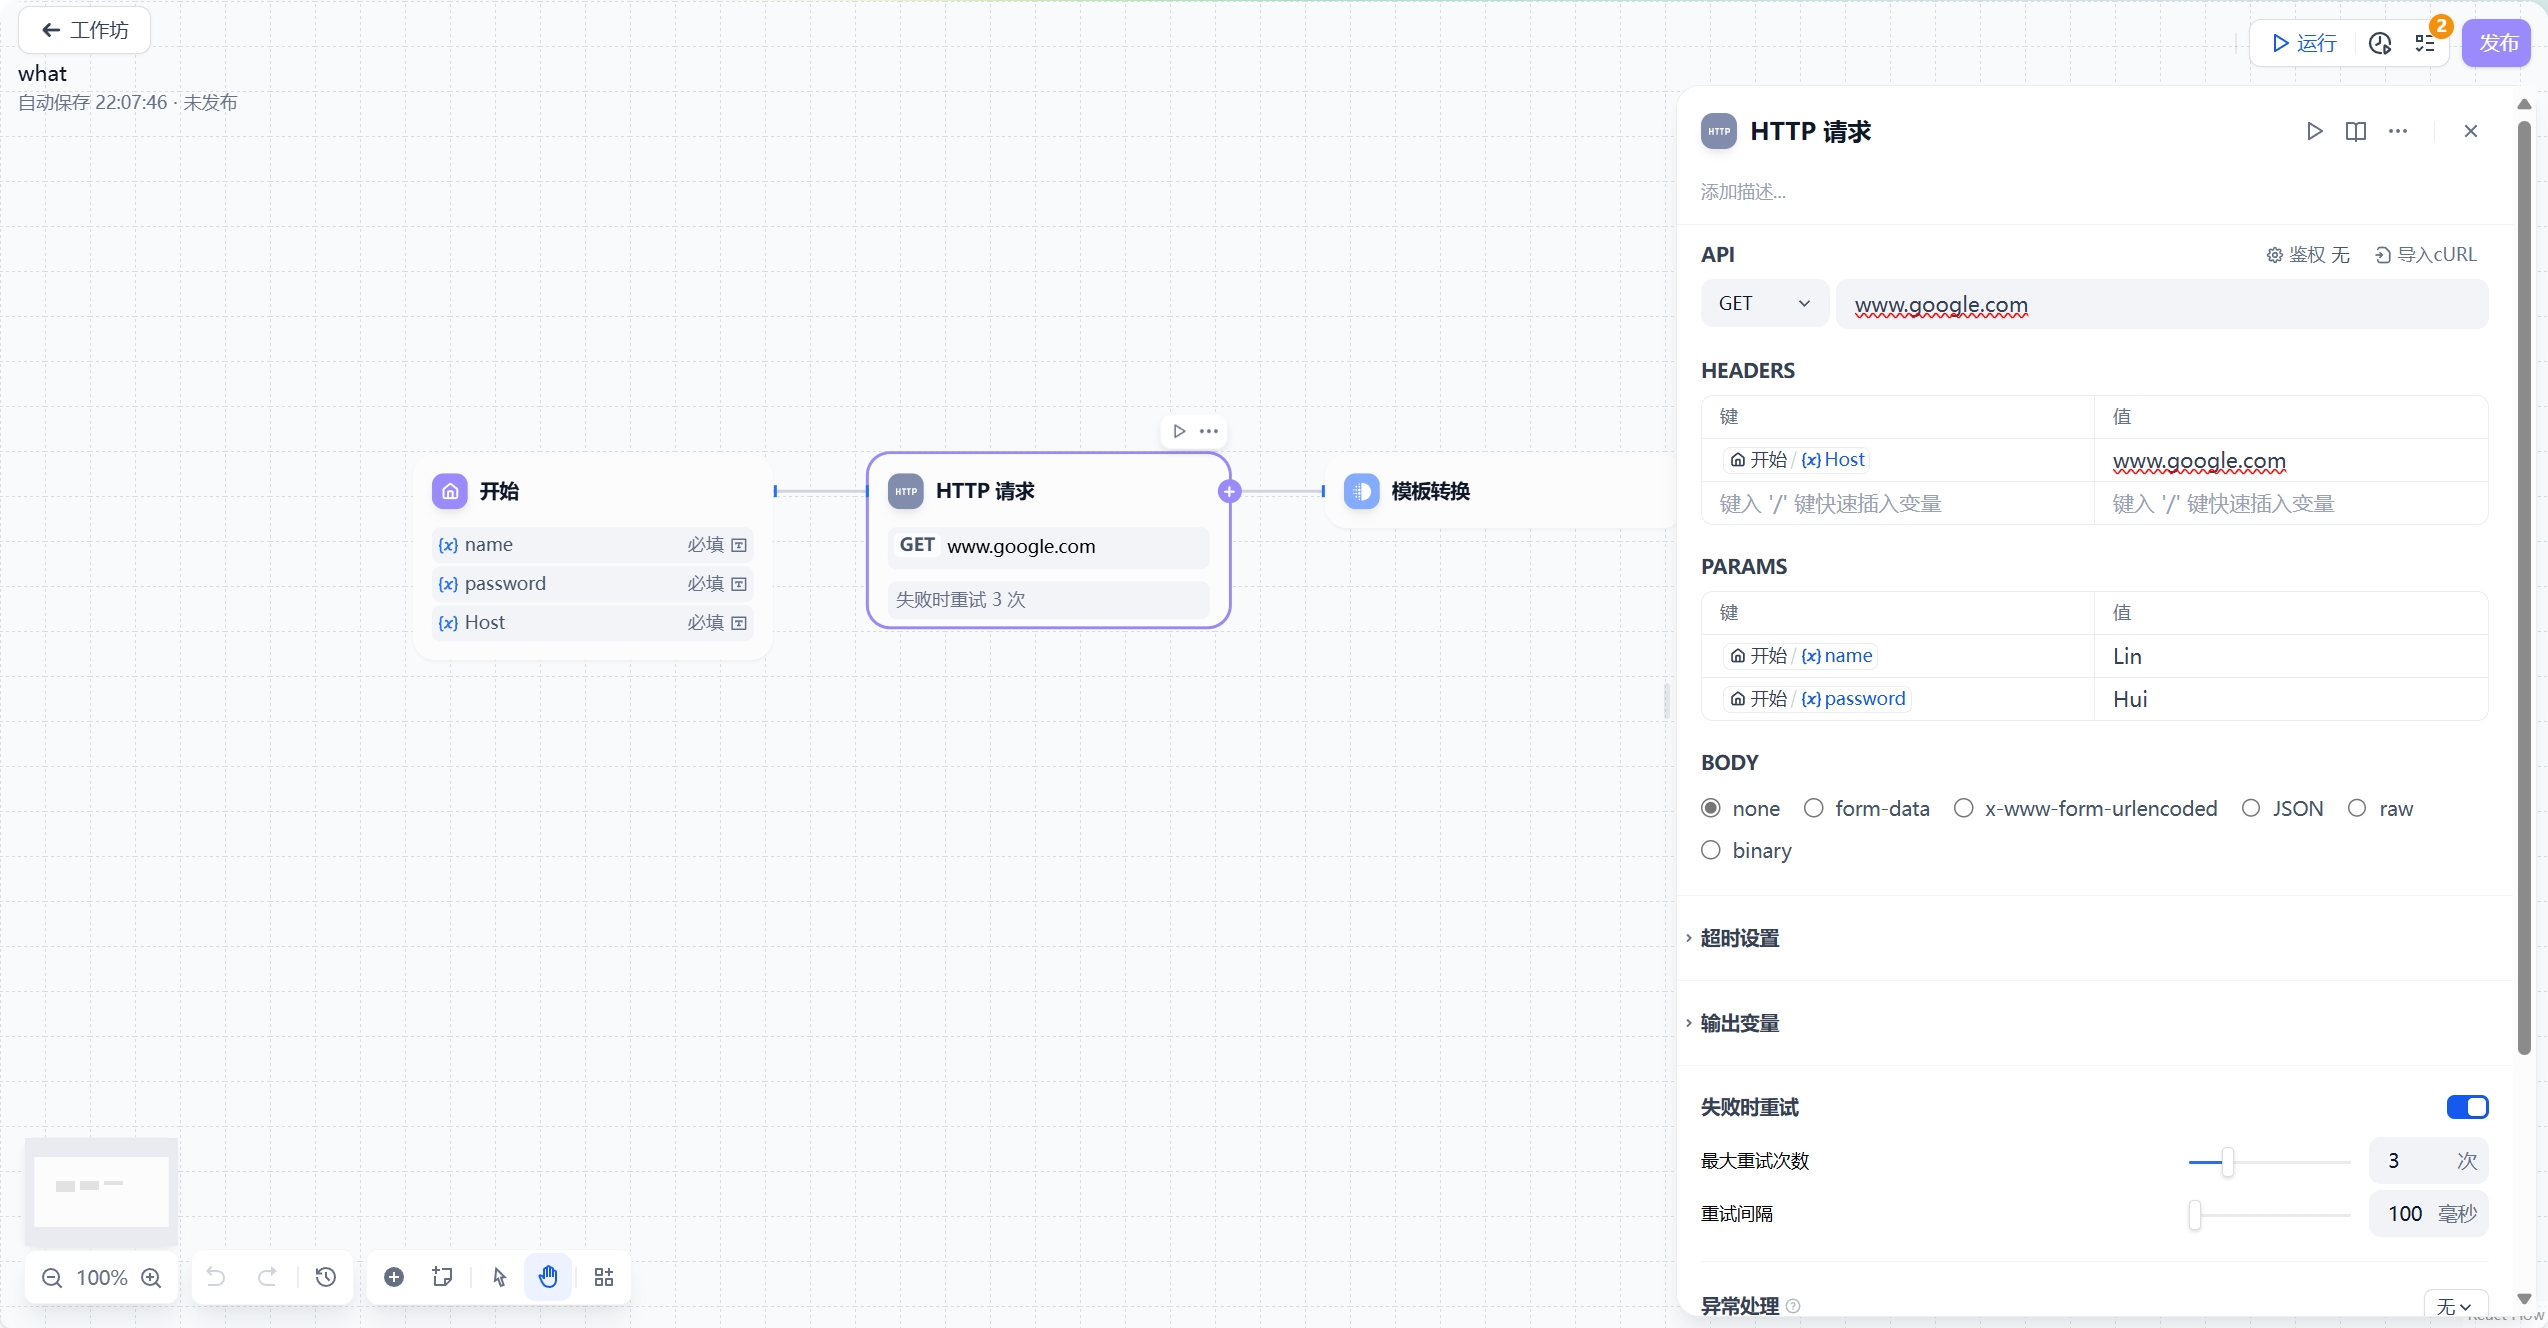 工作坊
what
自动保存 22:07:46 · 未发布
运行
2
发布
开始
{x} name 必填
{x} password 必填
{x} Host 必填
HTTP
HTTP 请求
GET www.google.com
失败时重试 3 次
模板转换
100%
HTTP
HTTP 请求
添加描述...
API
鉴权 无
导入cURL
GET
www.google.com
HEADERS
键 值
开始 / {x} Host www.google.com
键入 '/' 键快速插入变量 键入 '/' 键快速插入变量
PARAMS
键 值
开始 / {x} name Lin
开始 / {x} password Hui
BODY
none form-data x-www-form-urlencoded JSON raw
binary
超时设置
输出变量
失败时重试
最大重试次数 3 次
重试间隔 100 毫秒
异常处理 无
React Flow